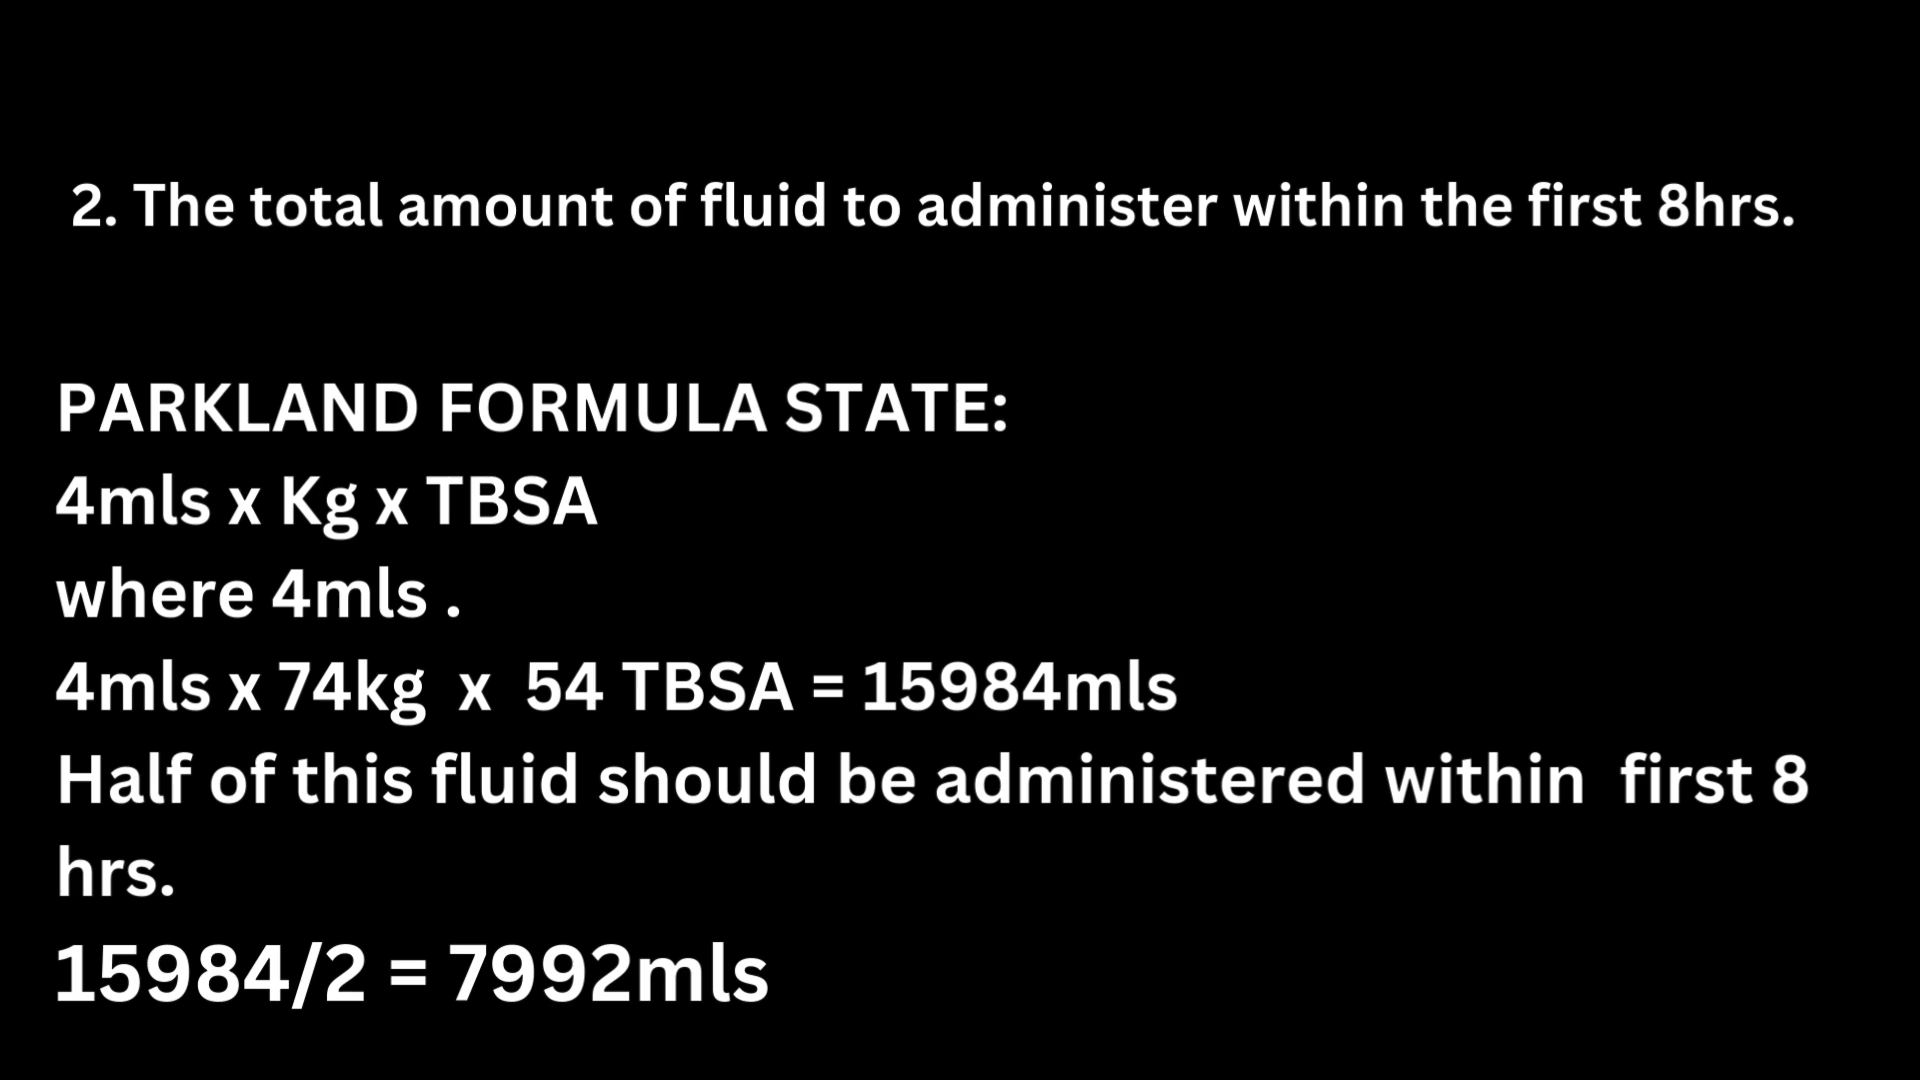 2. The total amount of fluid to administer within the first 8hrs.
PARKLAND FORMULA STATE:
4mls x Kg x TBSA
where 4mls .
4mls x 74kg  x  54 TBSA = 15984mls
Half of this fluid should be administered within  first 8
hrs.
15984/2 = 7992mls